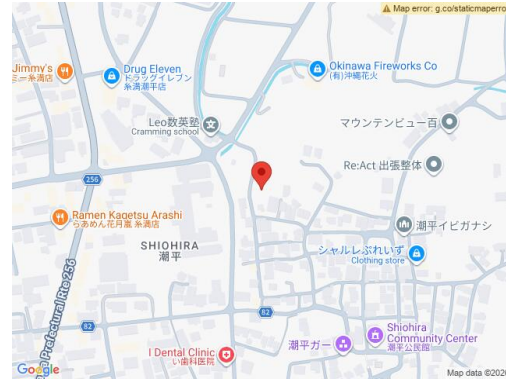 Map error: g.co/staticmaperro
Jimmy's
ミー糸満店
Drug Eleven
ドラッグイレブン
糸満潮平店
Okinawa Fireworks Co
(有)沖縄花火
Leo数英塾
Cramming school
マウンテンビュー百
Re:Act 出張整体
256
Ramen Kagetsu Arashi
らあめん花月嵐 糸満店
SHIOHIRA
潮平
潮平イビガナシ
シャルレぷれいず
Clothing store
82
82
Prefectural Rte 256
I Dental Clinic
い歯科医院
潮平ガー
Shiohira
Community Center
潮平公民館
Google
Map data ©2026